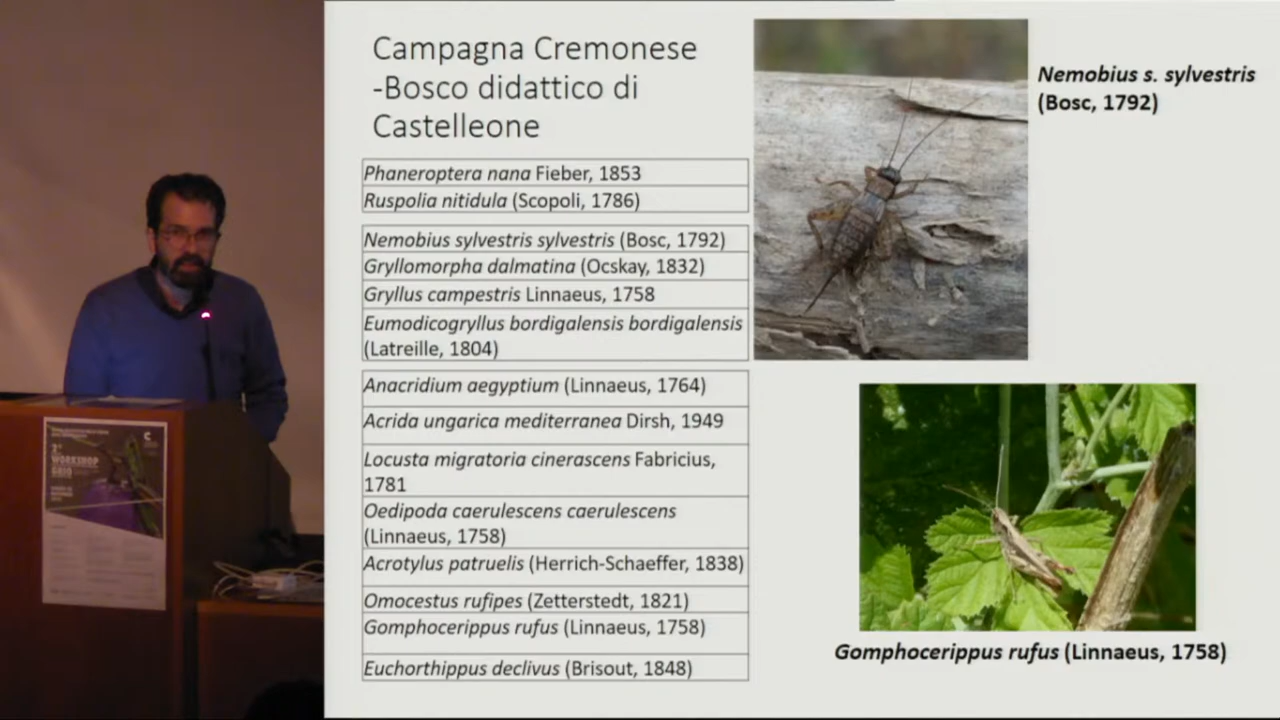 Campagna Cremonese
-Bosco didattico di
Castelleone
Phaneroptera nana Fieber, 1853
Ruspolia nitidula (Scopoli, 1786)
Nemobius sylvestris sylvestris (Bosc, 1792)
Gryllomorpha dalmatina (Ocskay, 1832)
Gryllus campestris Linnaeus, 1758
Eumodicogryllus bordigalensis bordigalensis
(Latreille, 1804)
Anacridium aegyptium (Linnaeus, 1764)
Acrida ungarica mediterranea Dirsh, 1949
Locusta migratoria cinerascens Fabricius,
1781
Oedipoda caerulescens caerulescens
(Linnaeus, 1758)
Acrotylus patruelis (Herrich-Schaeffer, 1838)
Omocestus rufipes (Zetterstedt, 1821)
Gomphocerippus rufus (Linnaeus, 1758)
Euchorthippus declivus (Brisout, 1848)
Nemobius s. sylvestris
(Bosc, 1792)
Gomphocerippus rufus (Linnaeus, 1758)
2°
WORKSHOP